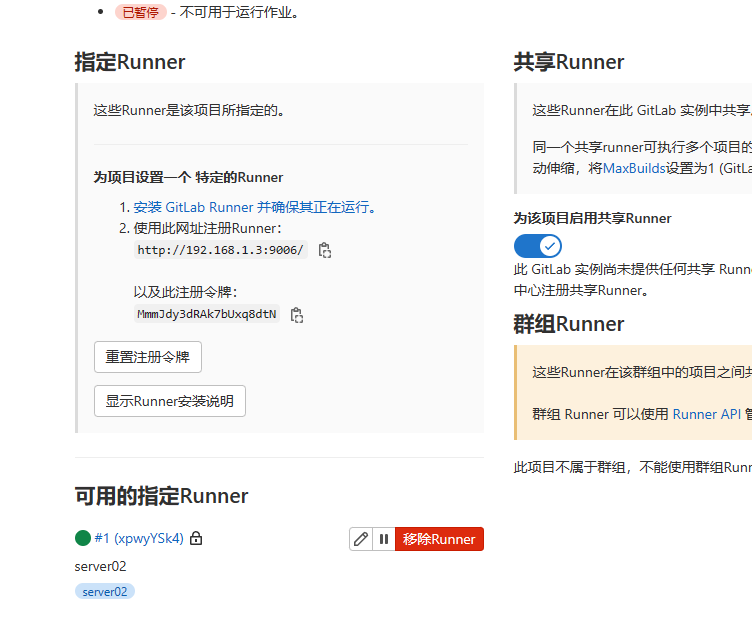 已暂停 - 不可用于运行作业。
指定Runner
这些Runner是该项目所指定的。
为项目设置一个 特定的Runner
1. 安装 GitLab Runner 并确保其正在运行。
2. 使用此网址注册Runner:
http://192.168.1.3:9006/
以及此注册令牌:
MmmJdy3dRAk7bUxq8dtN
重置注册令牌
显示Runner安装说明
可用的指定Runner
#1 (xpwyYSk4)
移除Runner
server02
server02
共享Runner
这些Runner在此 GitLab 实例中共享
同一个共享runner可执行多个项目的
动伸缩，将MaxBuilds设置为1 (GitLa
为该项目启用共享Runner
此 GitLab 实例尚未提供任何共享 Runn
中心注册共享Runner。
群组Runner
这些Runner在该群组中的项目之间共
群组 Runner 可以使用 Runner API 管
此项目不属于群组，不能使用群组Runn